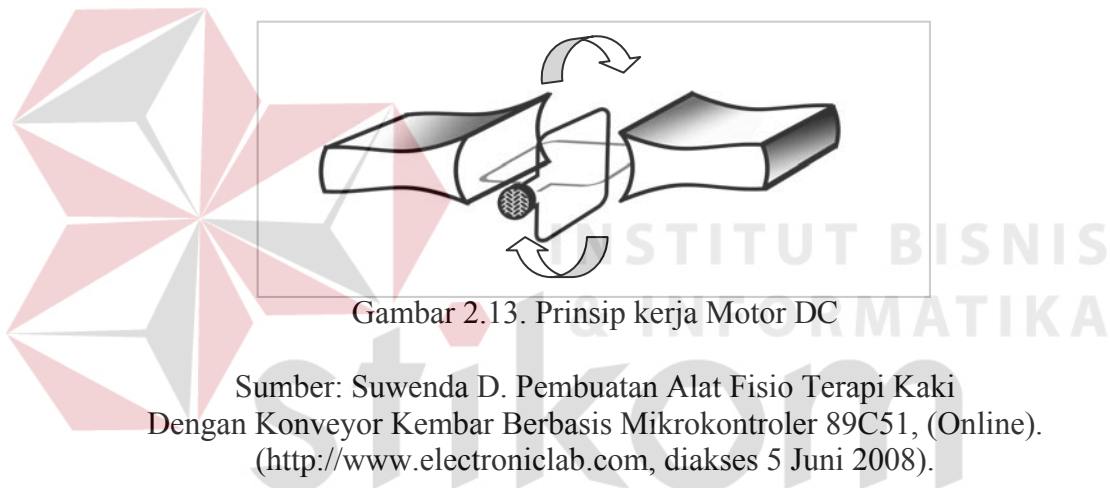 INSTITUT BISNIS
& INFORMATIKA
stikom
Gambar 2.13. Prinsip kerja Motor DC
Sumber: Suwenda D. Pembuatan Alat Fisio Terapi Kaki
Dengan Konveyor Kembar Berbasis Mikrokontroler 89C51, (Online).
(http://www.electroniclab.com, diakses 5 Juni 2008).